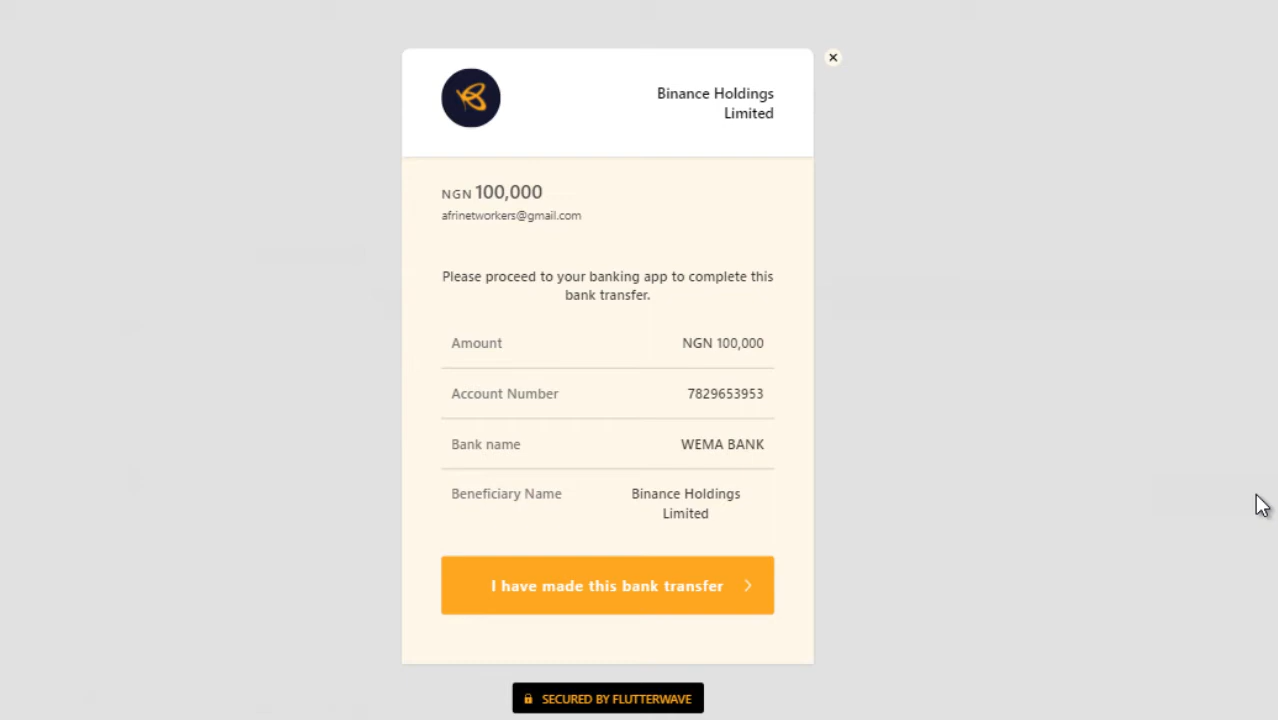 Binance Holdings
Limited
NGN 100,000
afrinetworkers@gmail.com
Please proceed to your banking app to complete this
bank transfer.
Amount NGN 100,000
Account Number 7829653953
Bank name WEMA BANK
Beneficiary Name Binance Holdings
Limited
I have made this bank transfer
SECURED BY FLUTTERWAVE